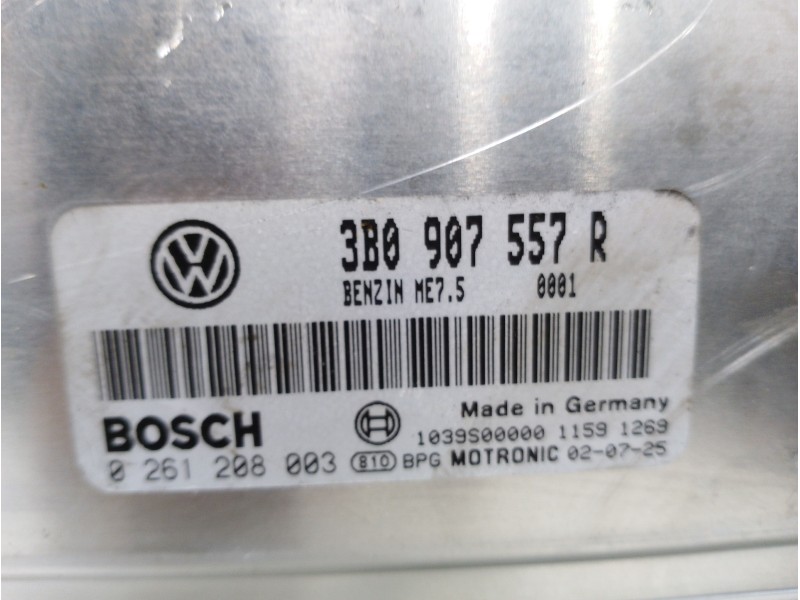 3B0 907 557 R
BENZIN ME7.5 0001
BOSCH
Made in Germany
1039S00000 1159 1269
0 261 208 003 810 BPG MOTRONIC 02-07-25